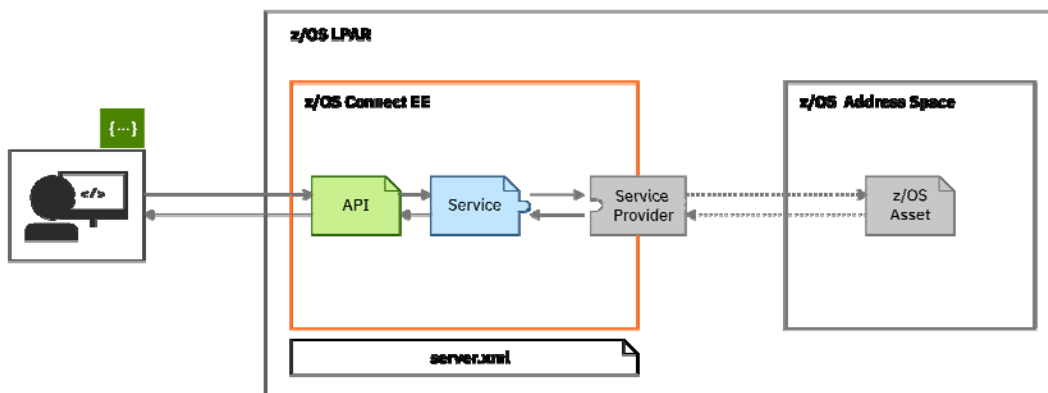 z/OS LPAR
z/OS Connect EE
z/OS Address Space
{...}
</>
API
Service
Service
Provider
z/OS
Asset
server.xml